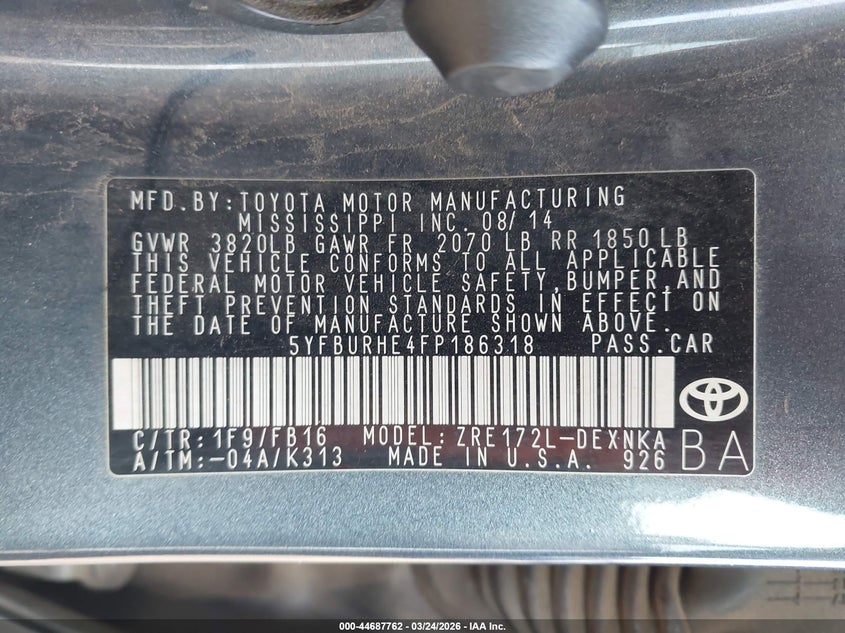 MFD.BY:TOYOTA MOTOR MANUFACTURING
MISSISSIPPI INC. 08/14
GVWR 3820LB GAWR FR 2070 LB RR 1850 LB
THIS VEHICLE CONFORMS TO ALL APPLICABLE
FEDERAL MOTOR VEHICLE SAFETY, BUMPER, AND
THEFT PREVENTION STANDARDS IN EFFECT ON
THE DATE OF MANUFACTURE SHOWN ABOVE.
5YFBURHE4FP186318 PASS.CAR
C/TR:1F9/FB16 MODEL:ZRE172L-DEXNKA
A/TM:-04A/K313 MADE IN U.S.A. 926
BA
000-44687762 - 03/24/2026 - IAA Inc.